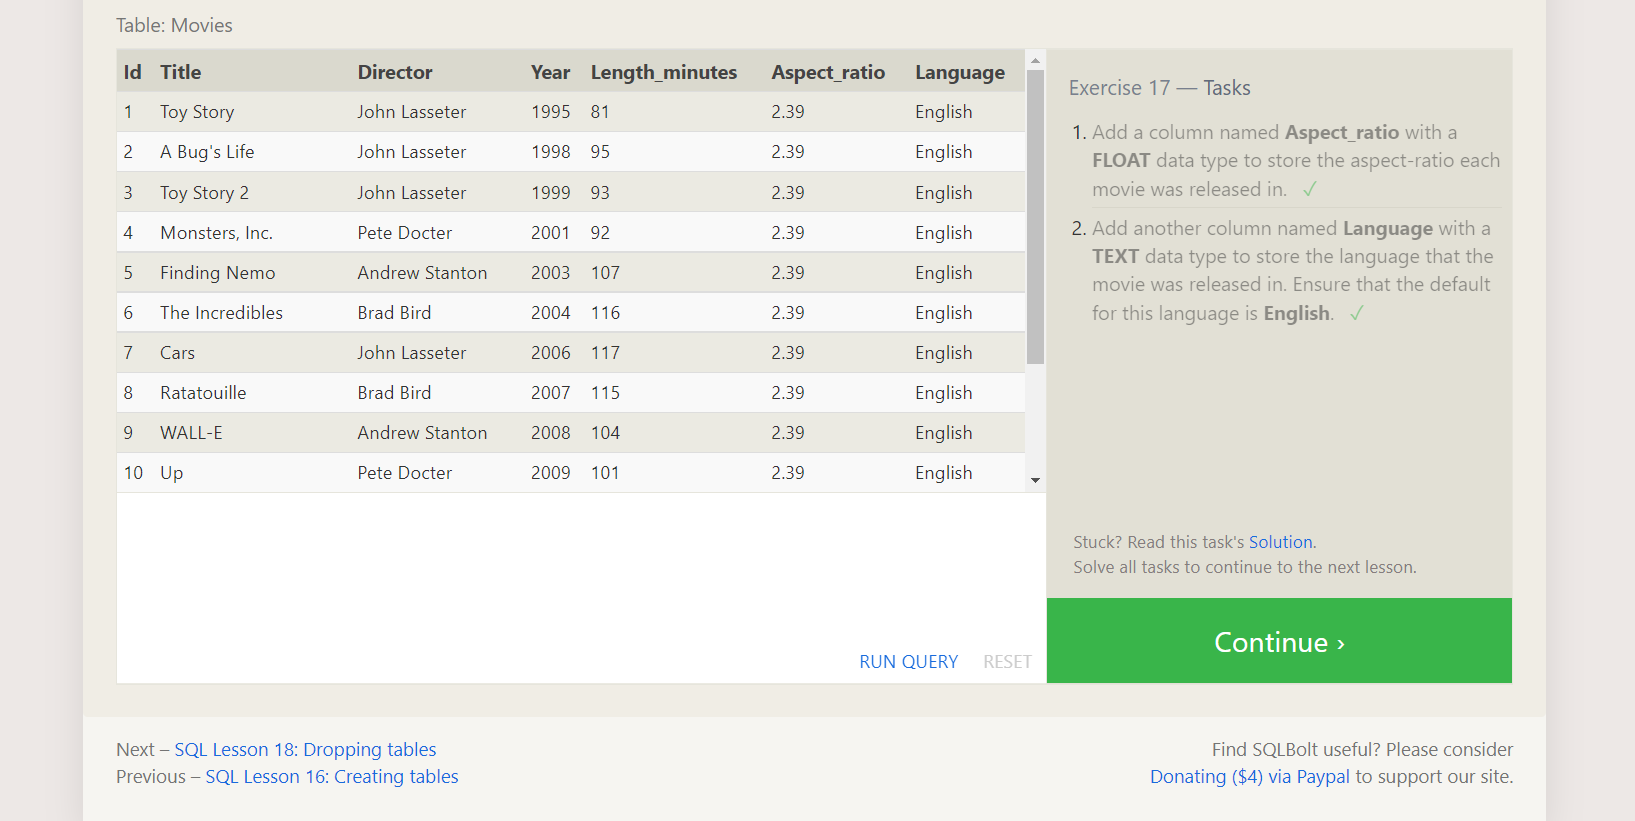 Table: Movies
Id Title Director Year Length_minutes Aspect_ratio Language
1 Toy Story John Lasseter 1995 81 2.39 English
2 A Bug's Life John Lasseter 1998 95 2.39 English
3 Toy Story 2 John Lasseter 1999 93 2.39 English
4 Monsters, Inc. Pete Docter 2001 92 2.39 English
5 Finding Nemo Andrew Stanton 2003 107 2.39 English
6 The Incredibles Brad Bird 2004 116 2.39 English
7 Cars John Lasseter 2006 117 2.39 English
8 Ratatouille Brad Bird 2007 115 2.39 English
9 WALL-E Andrew Stanton 2008 104 2.39 English
10 Up Pete Docter 2009 101 2.39 English
RUN QUERY RESET
Exercise 17 — Tasks
1. Add a column named Aspect_ratio with a
FLOAT data type to store the aspect-ratio each
movie was released in. ✓
2. Add another column named Language with a
TEXT data type to store the language that the
movie was released in. Ensure that the default
for this language is English. ✓
Stuck? Read this task's Solution.
Solve all tasks to continue to the next lesson.
Continue ›
Next – SQL Lesson 18: Dropping tables
Previous – SQL Lesson 16: Creating tables
Find SQLBolt useful? Please consider
Donating ($4) via Paypal to support our site.